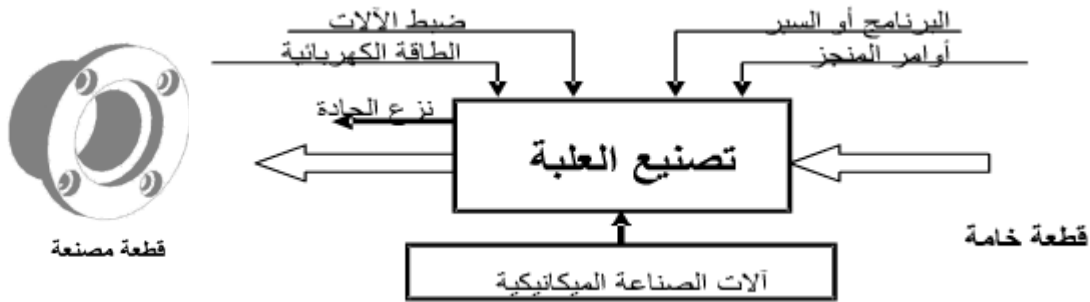 البرنامج أو السير
ضبط الآلات
أوامر المنجز
الطاقة الكهربائية
نزع الحادة
تصنيع العلبة
قطعة خامة
قطعة مصنعة
آلات الصناعة الميكانيكية